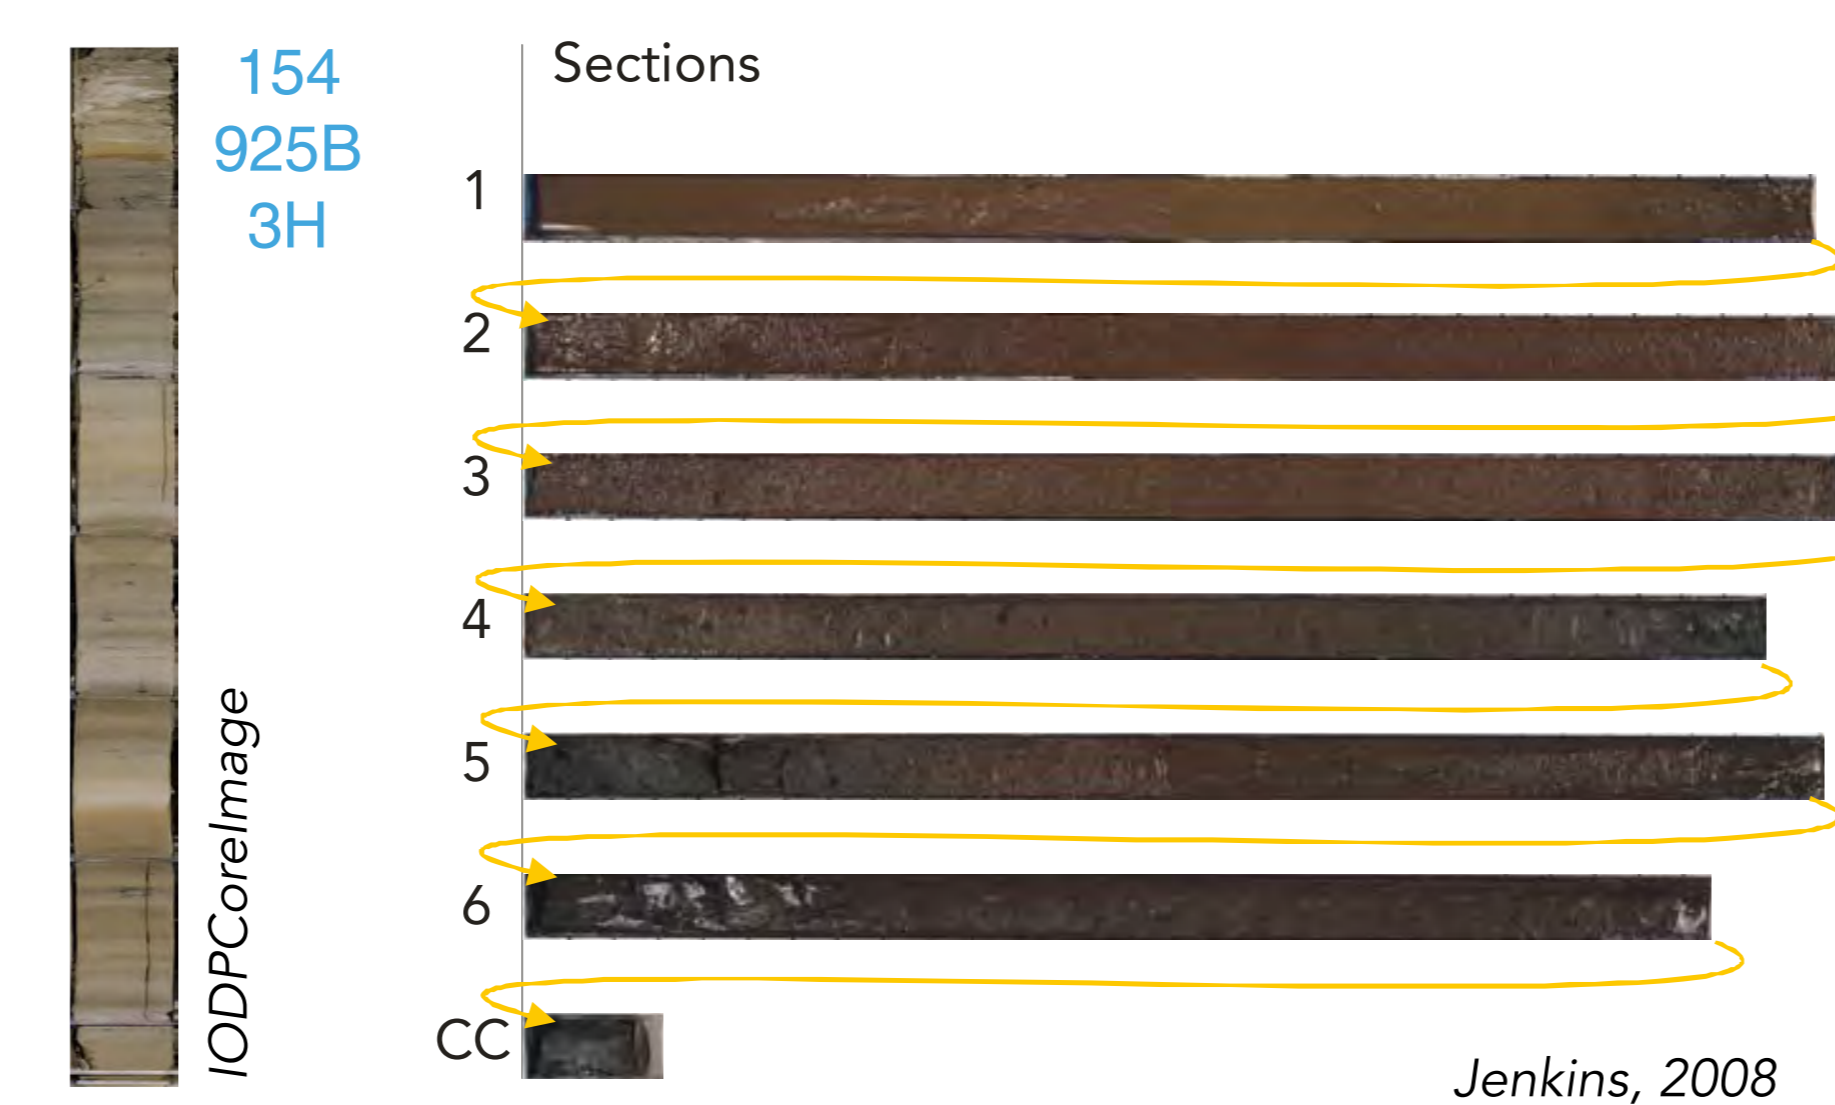 154
925B
3H
IODPCoreImage
Sections
1
2
3
4
5
6
CC
Jenkins, 2008